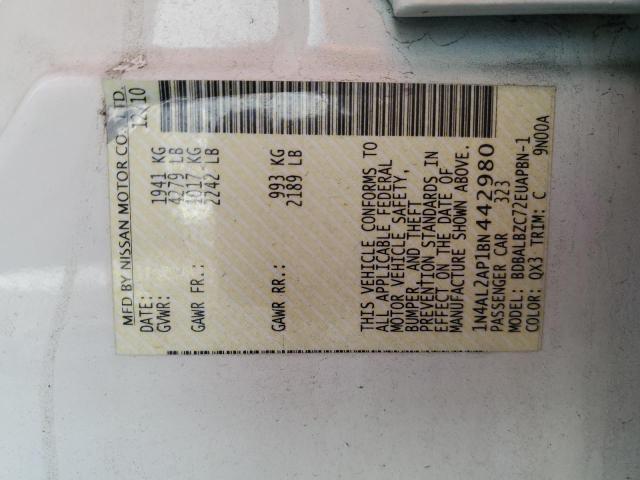 MFD BY NISSAN MOTOR CO., LTD.
DATE: 12/10
GVWR: 1941 KG
4279 LB
GAWR FR.: 1017 KG
2242 LB
GAWR RR.: 993 KG
2189 LB
THIS VEHICLE CONFORMS TO
ALL APPLICABLE FEDERAL
MOTOR VEHICLE SAFETY,
BUMPER, AND THEFT
PREVENTION STANDARDS IN
EFFECT ON THE DATE OF
MANUFACTURE SHOWN ABOVE.
1N4AL2AP1BN442980
PASSENGER CAR 323
MODEL: BDBALBZC72EUAPBN-1
COLOR: QX3 TRIM: C 9N00A